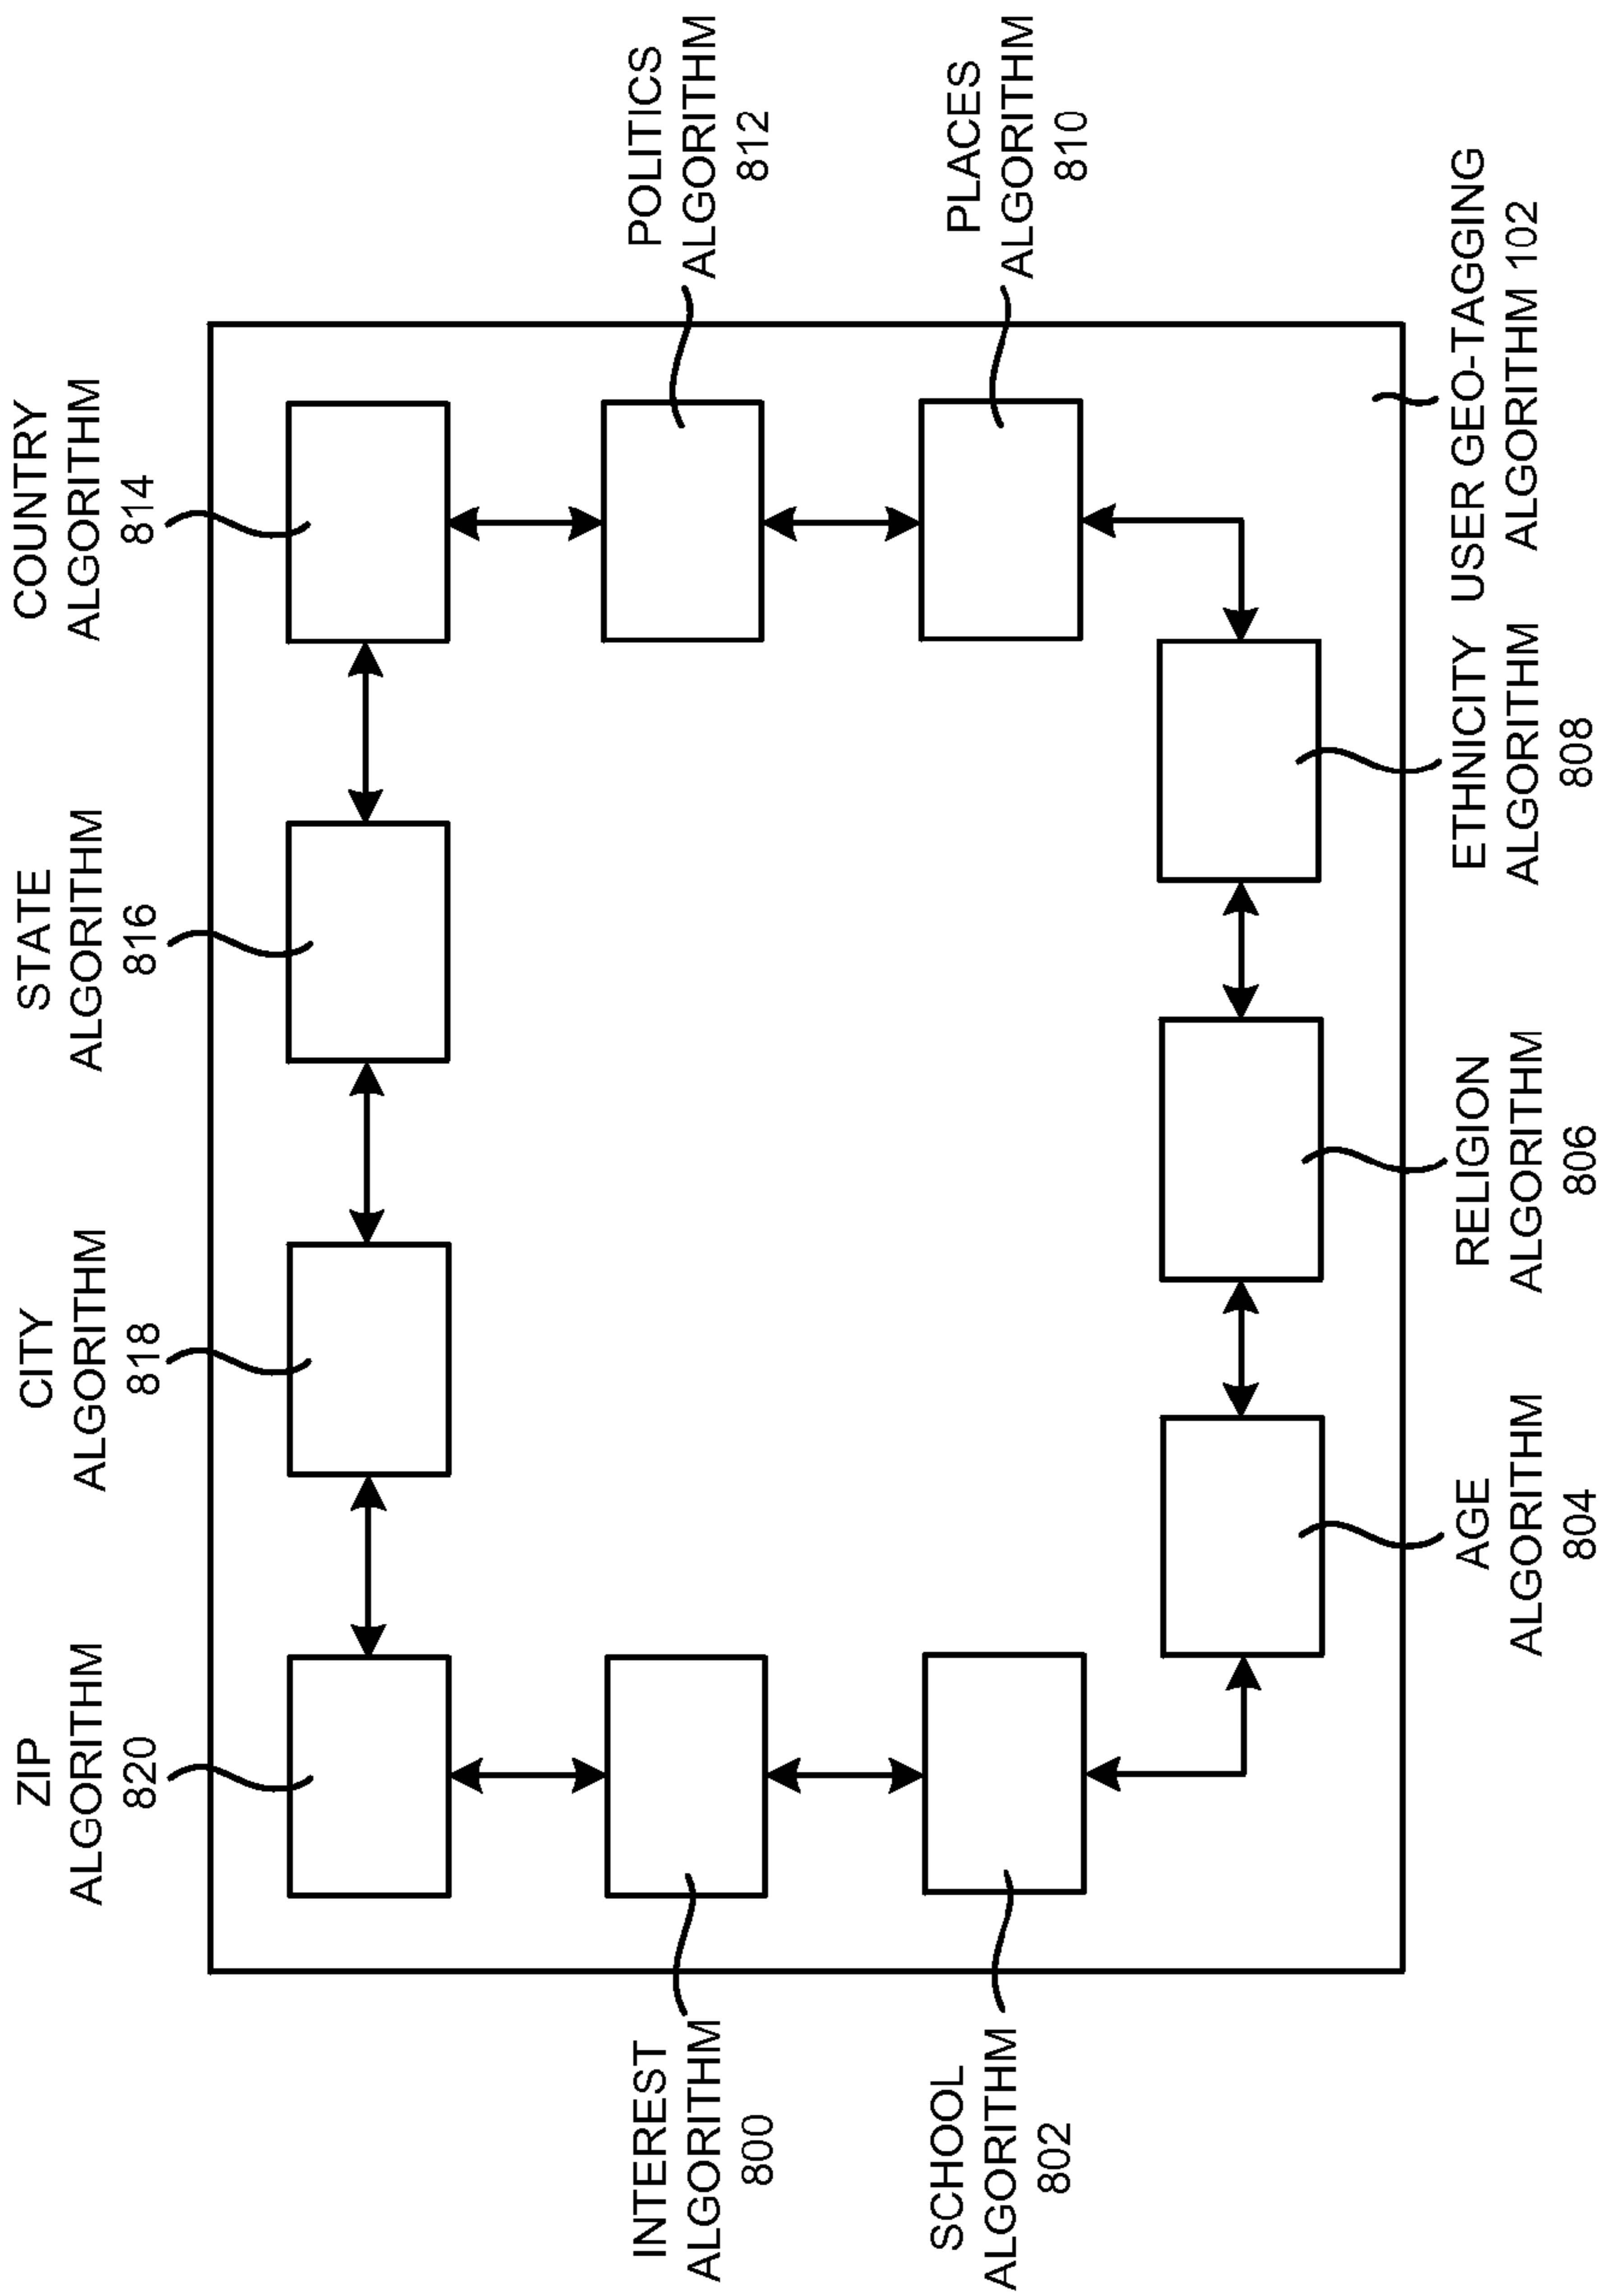 ZIP
ALGORITHM
820
CITY
ALGORITHM
818
STATE
ALGORITHM
816
COUNTRY
ALGORITHM
814
INTEREST
ALGORITHM
800
POLITICS
ALGORITHM
812
SCHOOL
ALGORITHM
802
PLACES
ALGORITHM
810
AGE
ALGORITHM
804
RELIGION
ALGORITHM
806
ETHNICITY
ALGORITHM
808
USER GEO-TAGGING
ALGORITHM 102